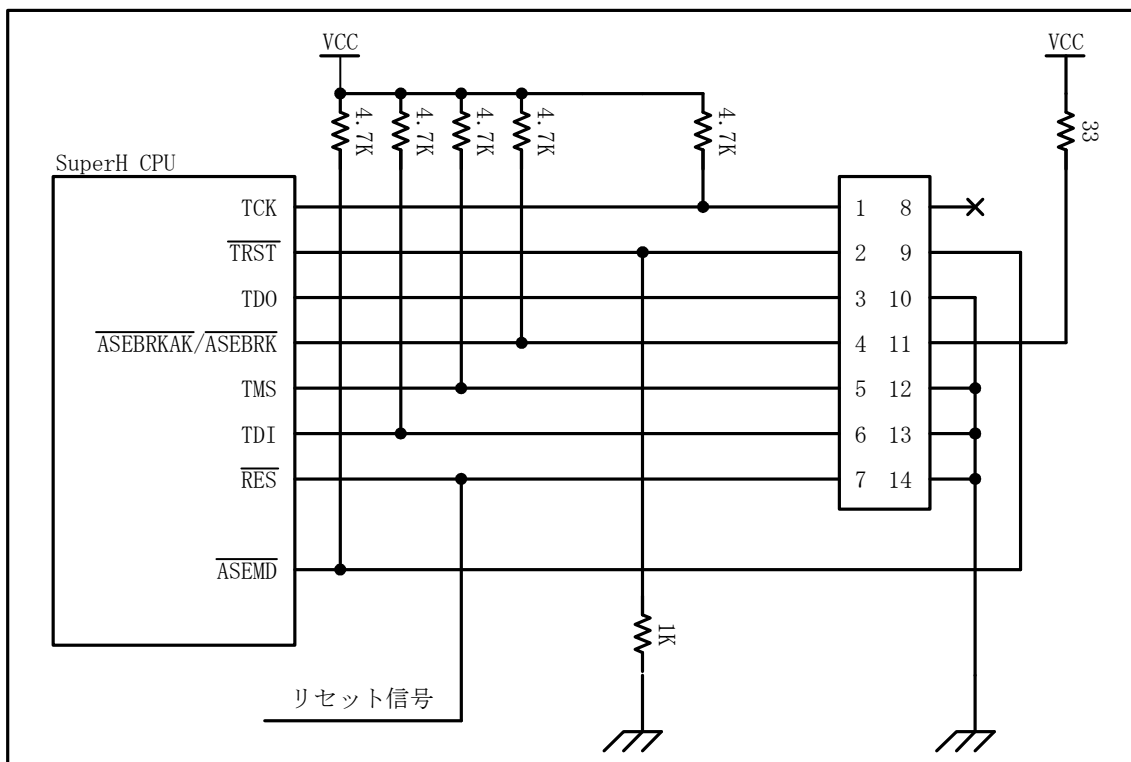 VCC
VCC
4.7K
4.7K
4.7K
4.7K
4.7K
33
SuperH CPU
TCK
1 8
TRST
2 9
TDO
3 10
ASEBRKAK/ASEBRK
4 11
TMS
5 12
TDI
6 13
RES
7 14
ASEMD
1K
リセット信号